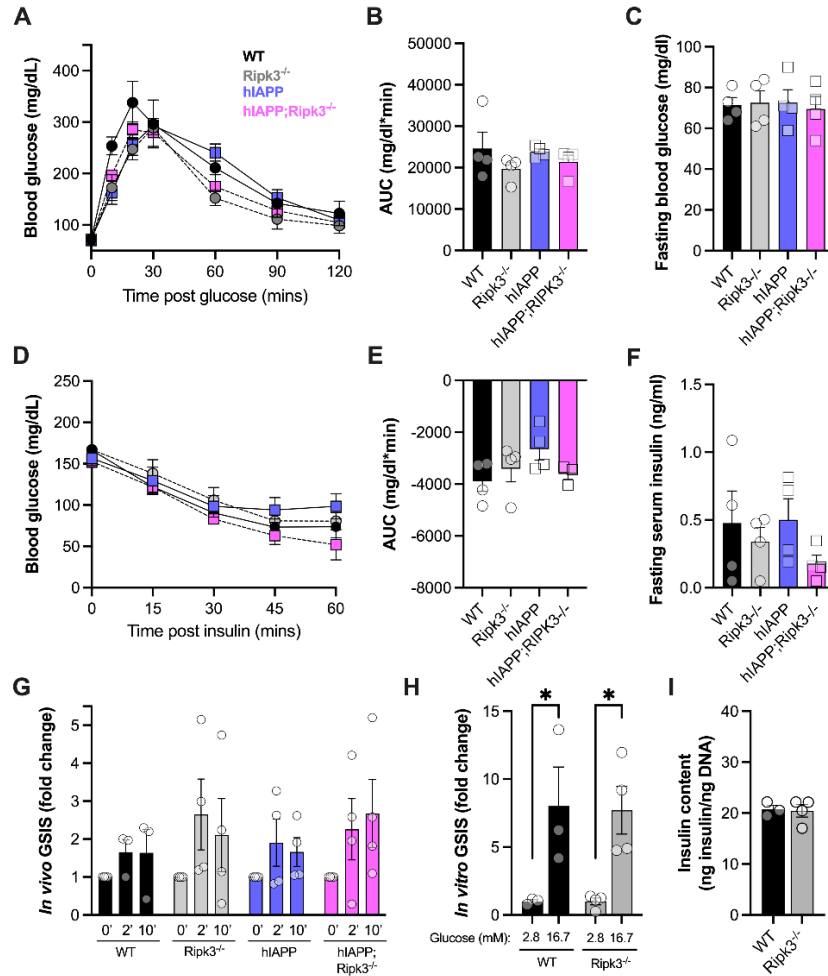 A
Blood glucose (mg/dL)
400
300
200
100
0 30 60 90 120
Time post glucose (mins)
WT
Ripk3-/-
hIAPP
hIAPP;Ripk3-/-
B
AUC (mg/dl*min)
50000
40000
30000
20000
10000
0
WT
Ripk3-/-
hIAPP
hIAPP;RIPK3-/-
C
Fasting blood glucose (mg/dl)
100
80
60
40
20
0
WT
Ripk3-/-
hIAPP
hIAPP;Ripk3-/-
D
Blood glucose (mg/dL)
250
200
150
100
50
0
0 15 30 45 60
Time post insulin (mins)
E
AUC (mg/dl*min)
0
-2000
-4000
-6000
-8000
WT
Ripk3-/-
hIAPP
hIAPP;RIPK3-/-
F
Fasting serum insulin (ng/ml)
1.5
1.0
0.5
0.0
WT
Ripk3-/-
hIAPP
hIAPP;Ripk3-/-
G
In vivo GSIS (fold change)
6
5
4
3
2
1
0
0' 2' 10' 0' 2' 10' 0' 2' 10' 0' 2' 10'
WT Ripk3-/- hIAPP hIAPP;
Ripk3-/-
H
In vitro GSIS (fold change)
15
10
5
0
* *
Glucose (mM): 2.8 16.7 2.8 16.7
WT Ripk3-/-
I
Insulin content
(ng insulin/ng DNA)
40
30
20
10
0
WT
Ripk3-/-